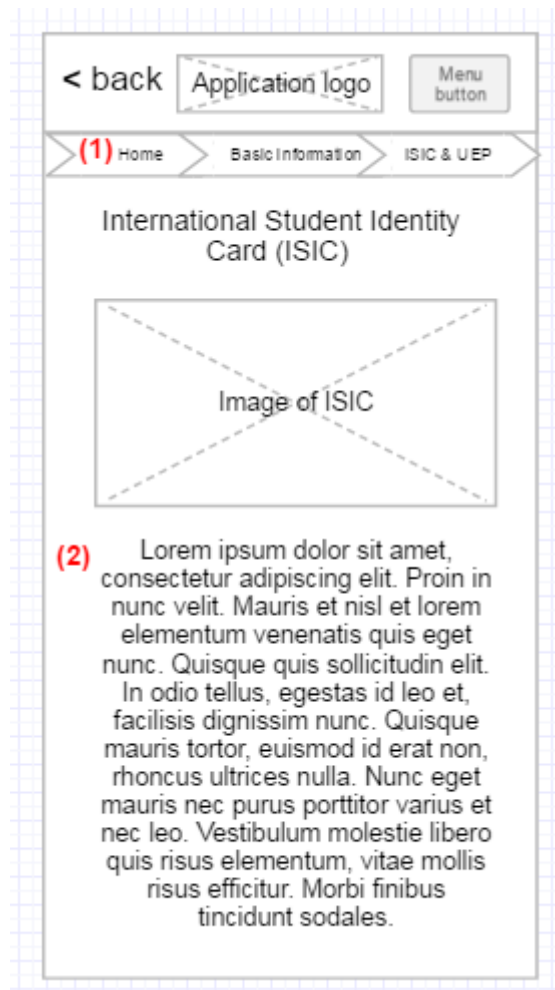 < back
Application logo
Menu
button
(1) Home
Basic Information
ISIC & UEP
International Student Identity
Card (ISIC)
Image of ISIC
(2)
Lorem ipsum dolor sit amet,
consectetur adipiscing elit. Proin in
nunc velit. Mauris et nisl et lorem
elementum venenatis quis eget
nunc. Quisque quis sollicitudin elit.
In odio tellus, egestas id leo et,
facilisis dignissim nunc. Quisque
mauris tortor, euismod id erat non,
rhoncus ultrices nulla. Nunc eget
mauris nec purus porttitor varius et
nec leo. Vestibulum molestie libero
quis risus elementum, vitae mollis
risus efficitur. Morbi finibus
tincidunt sodales.